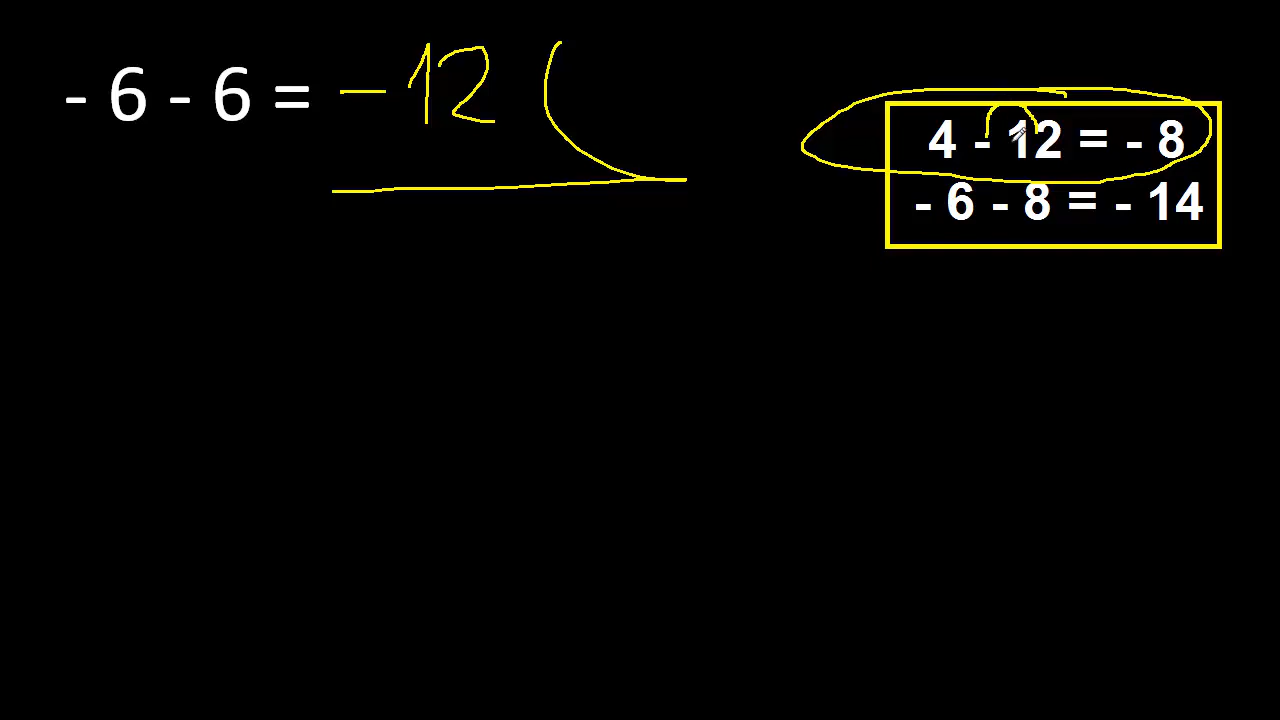 - 6 - 6 = - 12
4 - 12 = - 8
- 6 - 8 = - 14